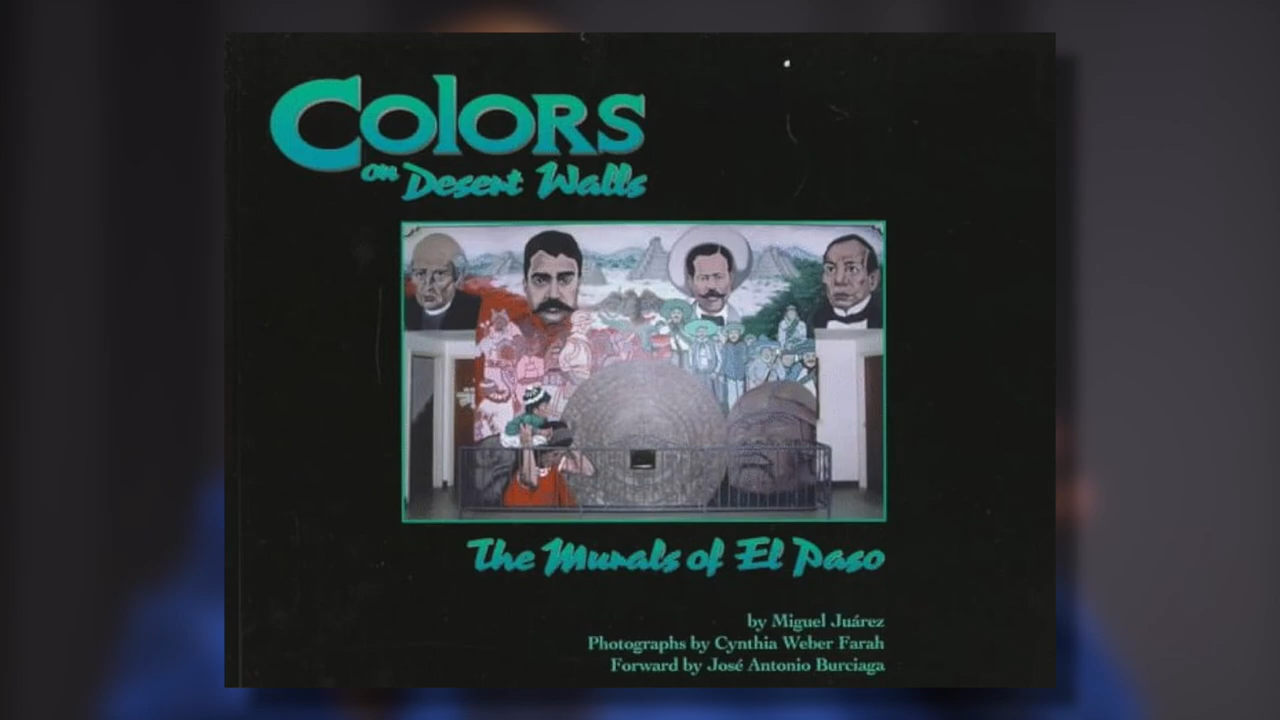 Colors
on Desert Walls
The Murals of El Paso
by Miguel Juárez
Photographs by Cynthia Weber Farah
Forward by José Antonio Burciaga